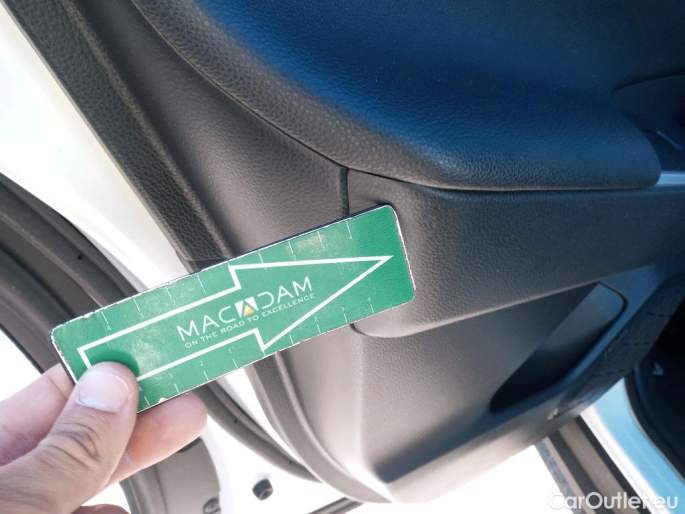 MACADAM
ON THE ROAD TO EXCELLENCE
CarOutlet.eu